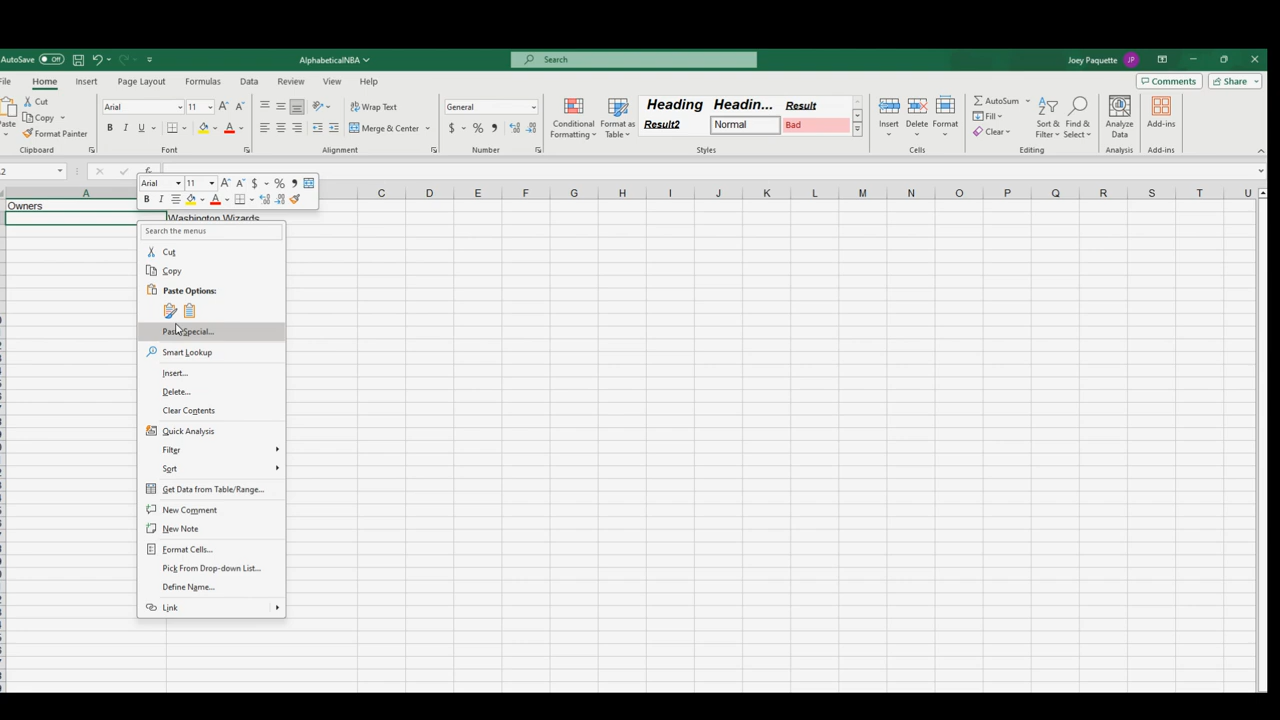 AutoSave Off AlphabeticalNBA Search Joey Paquette JP
File Home Insert Page Layout Formulas Data Review View Help Comments Share
Cut Arial 11 Wrap Text General Heading Headin... Result AutoSum
Copy Fill
Paste Format Painter B I U Merge & Center $ % Conditional Formatting Format as Table Result2 Normal Bad Insert Delete Format Clear Sort & Filter Find & Select Analyze Data Add-ins
Clipboard Font Alignment Number Styles Cells Editing Analysis Add-ins
fx
Arial 11 $ %
B I A
A C D E F G H I J K L M N O P Q R S T U
Owners
Washington Wizards
Search the menus
Cut
Copy
Paste Options:
Paste Special...
Smart Lookup
Insert...
Delete...
Clear Contents
Quick Analysis
Filter
Sort
Get Data from Table/Range...
New Comment
New Note
Format Cells...
Pick From Drop-down List...
Define Name...
Link